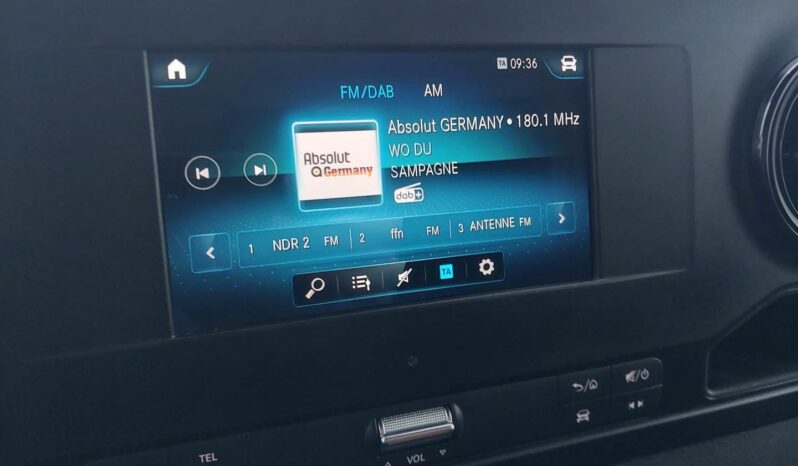 TA 09:36
FM/DAB AM
Absolut GERMANY • 180.1 MHz
WO DU
SAMPAGNE
dab+
Absolut
Germany
1 NDR 2 FM 2 ffn FM 3 ANTENNE FM
TA
TEL
VOL